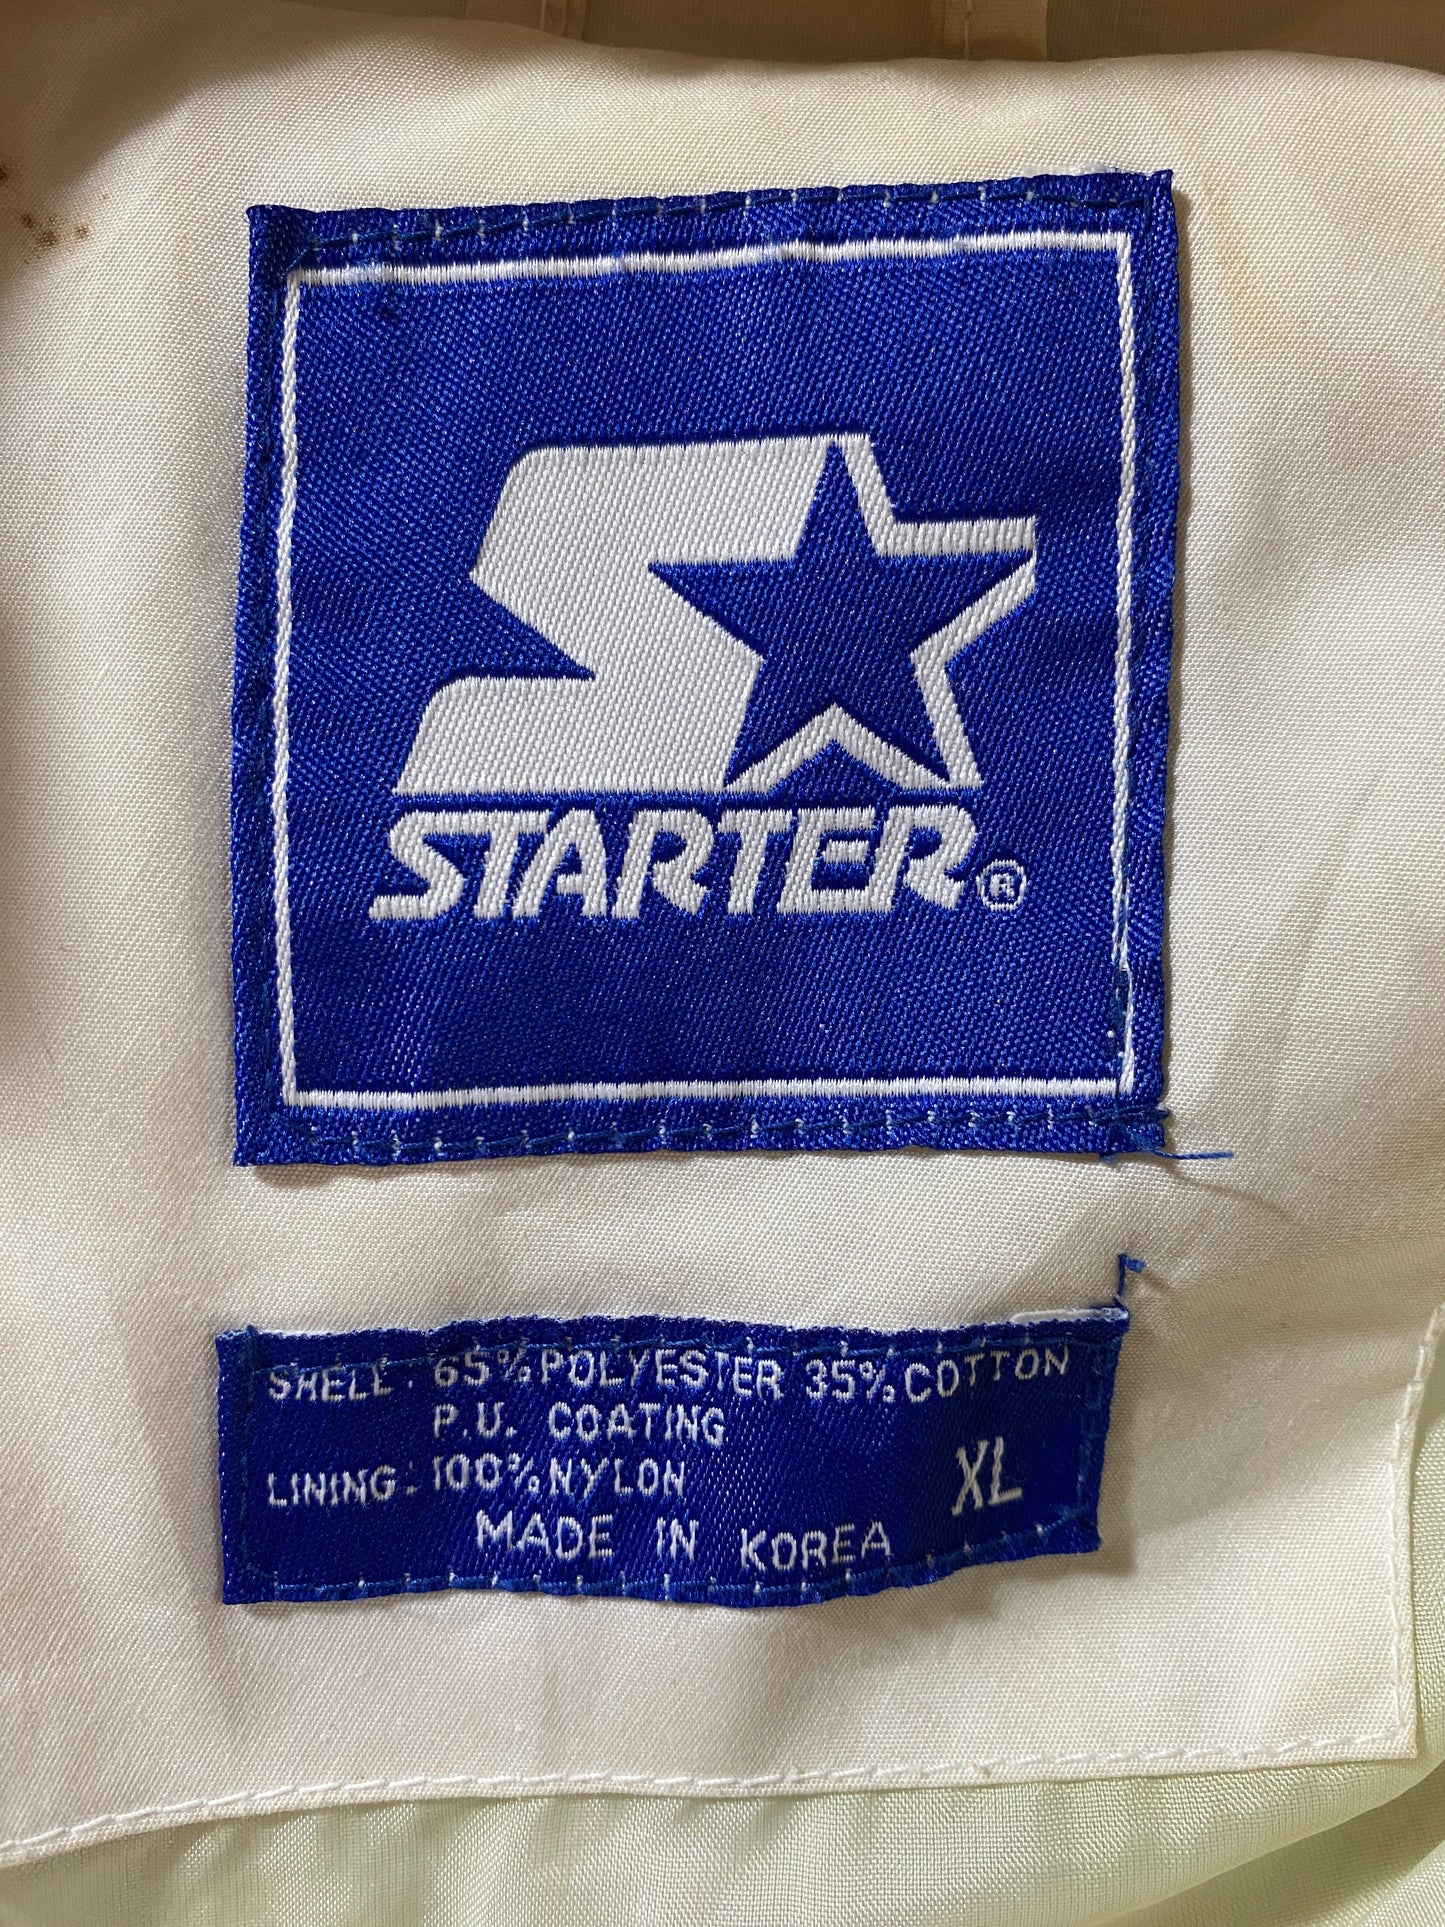 STARTER®
SHELL: 65% POLYESTER 35% COTTON
P.U. COATING
LINING: 100% NYLON
XL
MADE IN KOREA